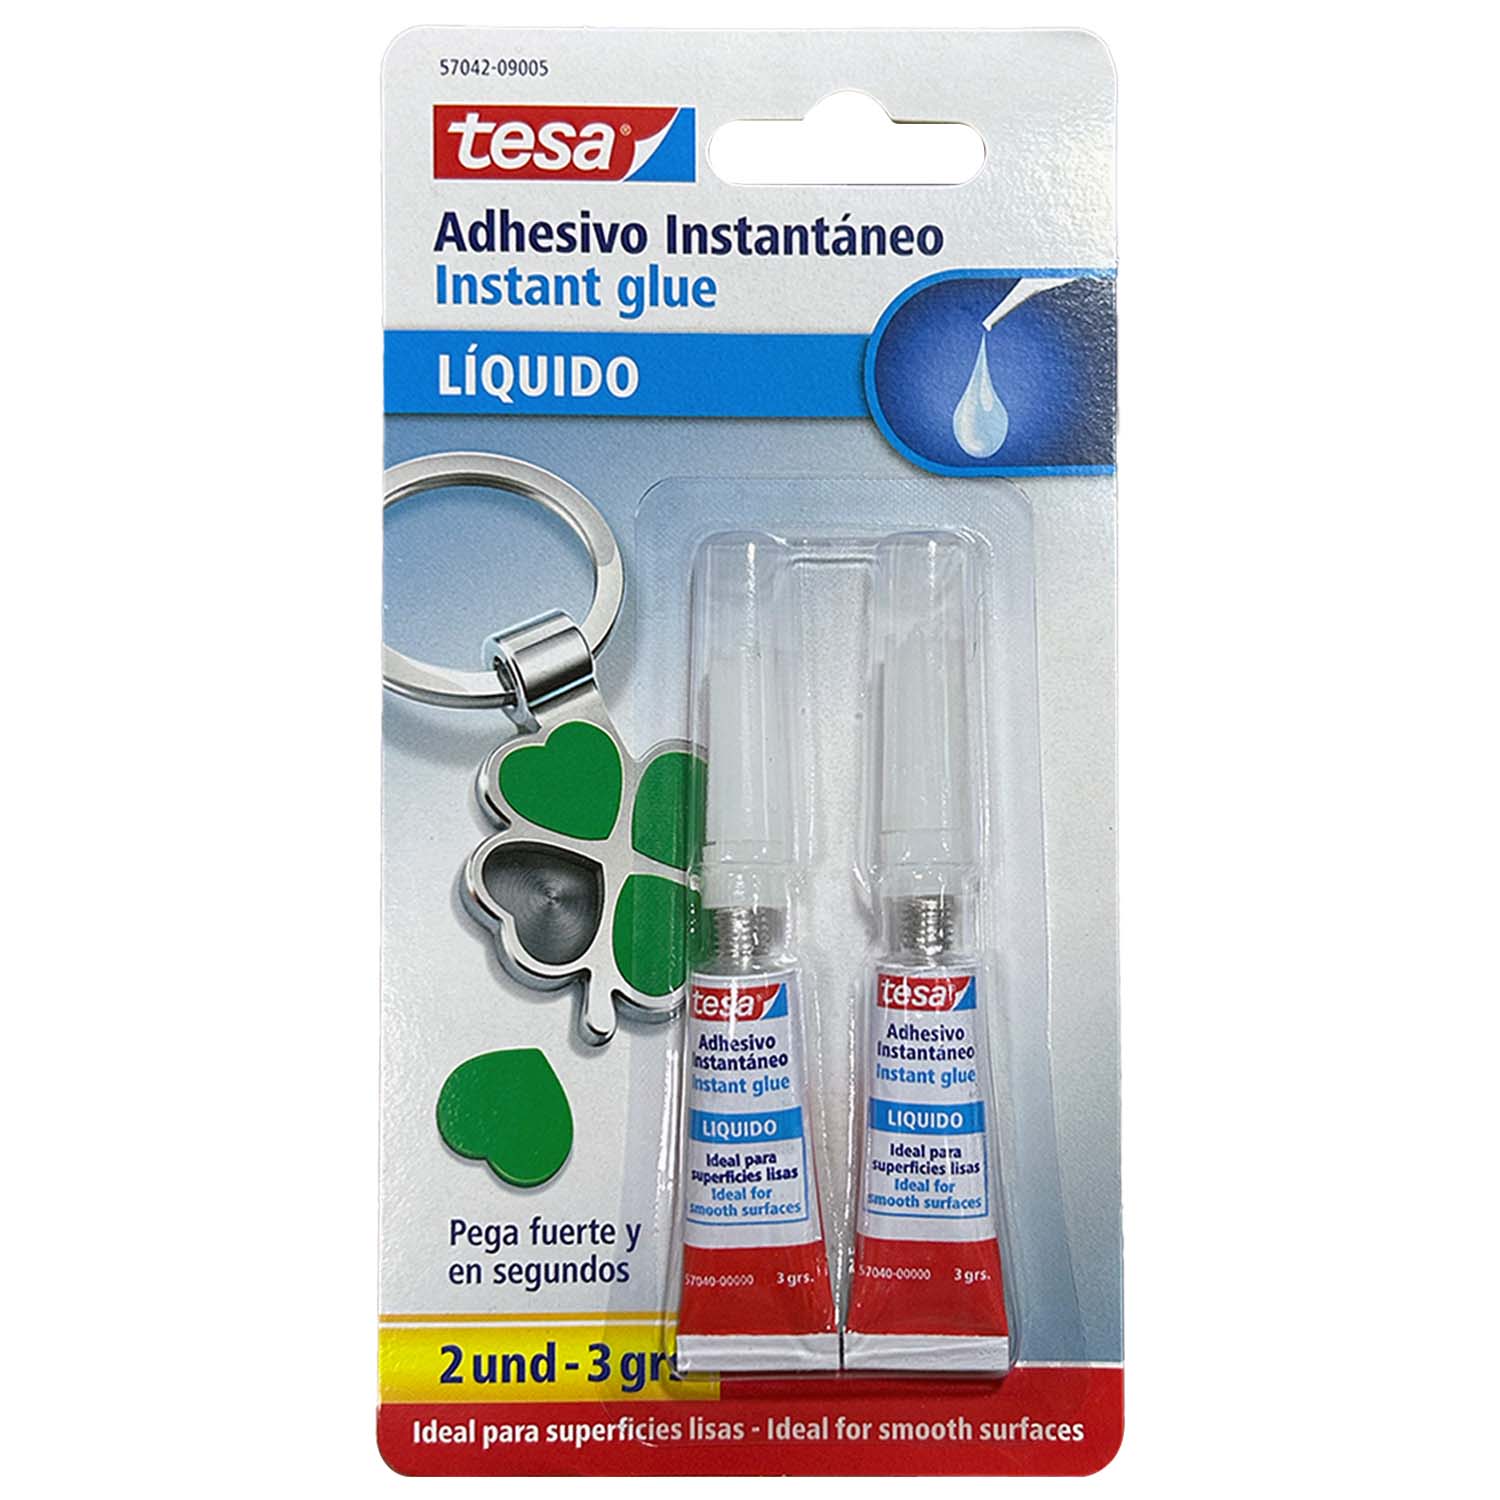 57042-09005
tesa®
Adhesivo Instantáneo
Instant glue
LÍQUIDO
tesa®
Adhesivo
Instantáneo
Instant glue
LIQUIDO
Ideal para
superficies lisas
Ideal for
smooth surfaces
57040-00000 3 grs.
tesa®
Adhesivo
Instantáneo
Instant glue
LIQUIDO
Ideal para
superficies lisas
Ideal for
smooth surfaces
57040-00000 3 grs.
Pega fuerte y
en segundos
2 und - 3 grs
Ideal para superficies lisas - Ideal for smooth surfaces